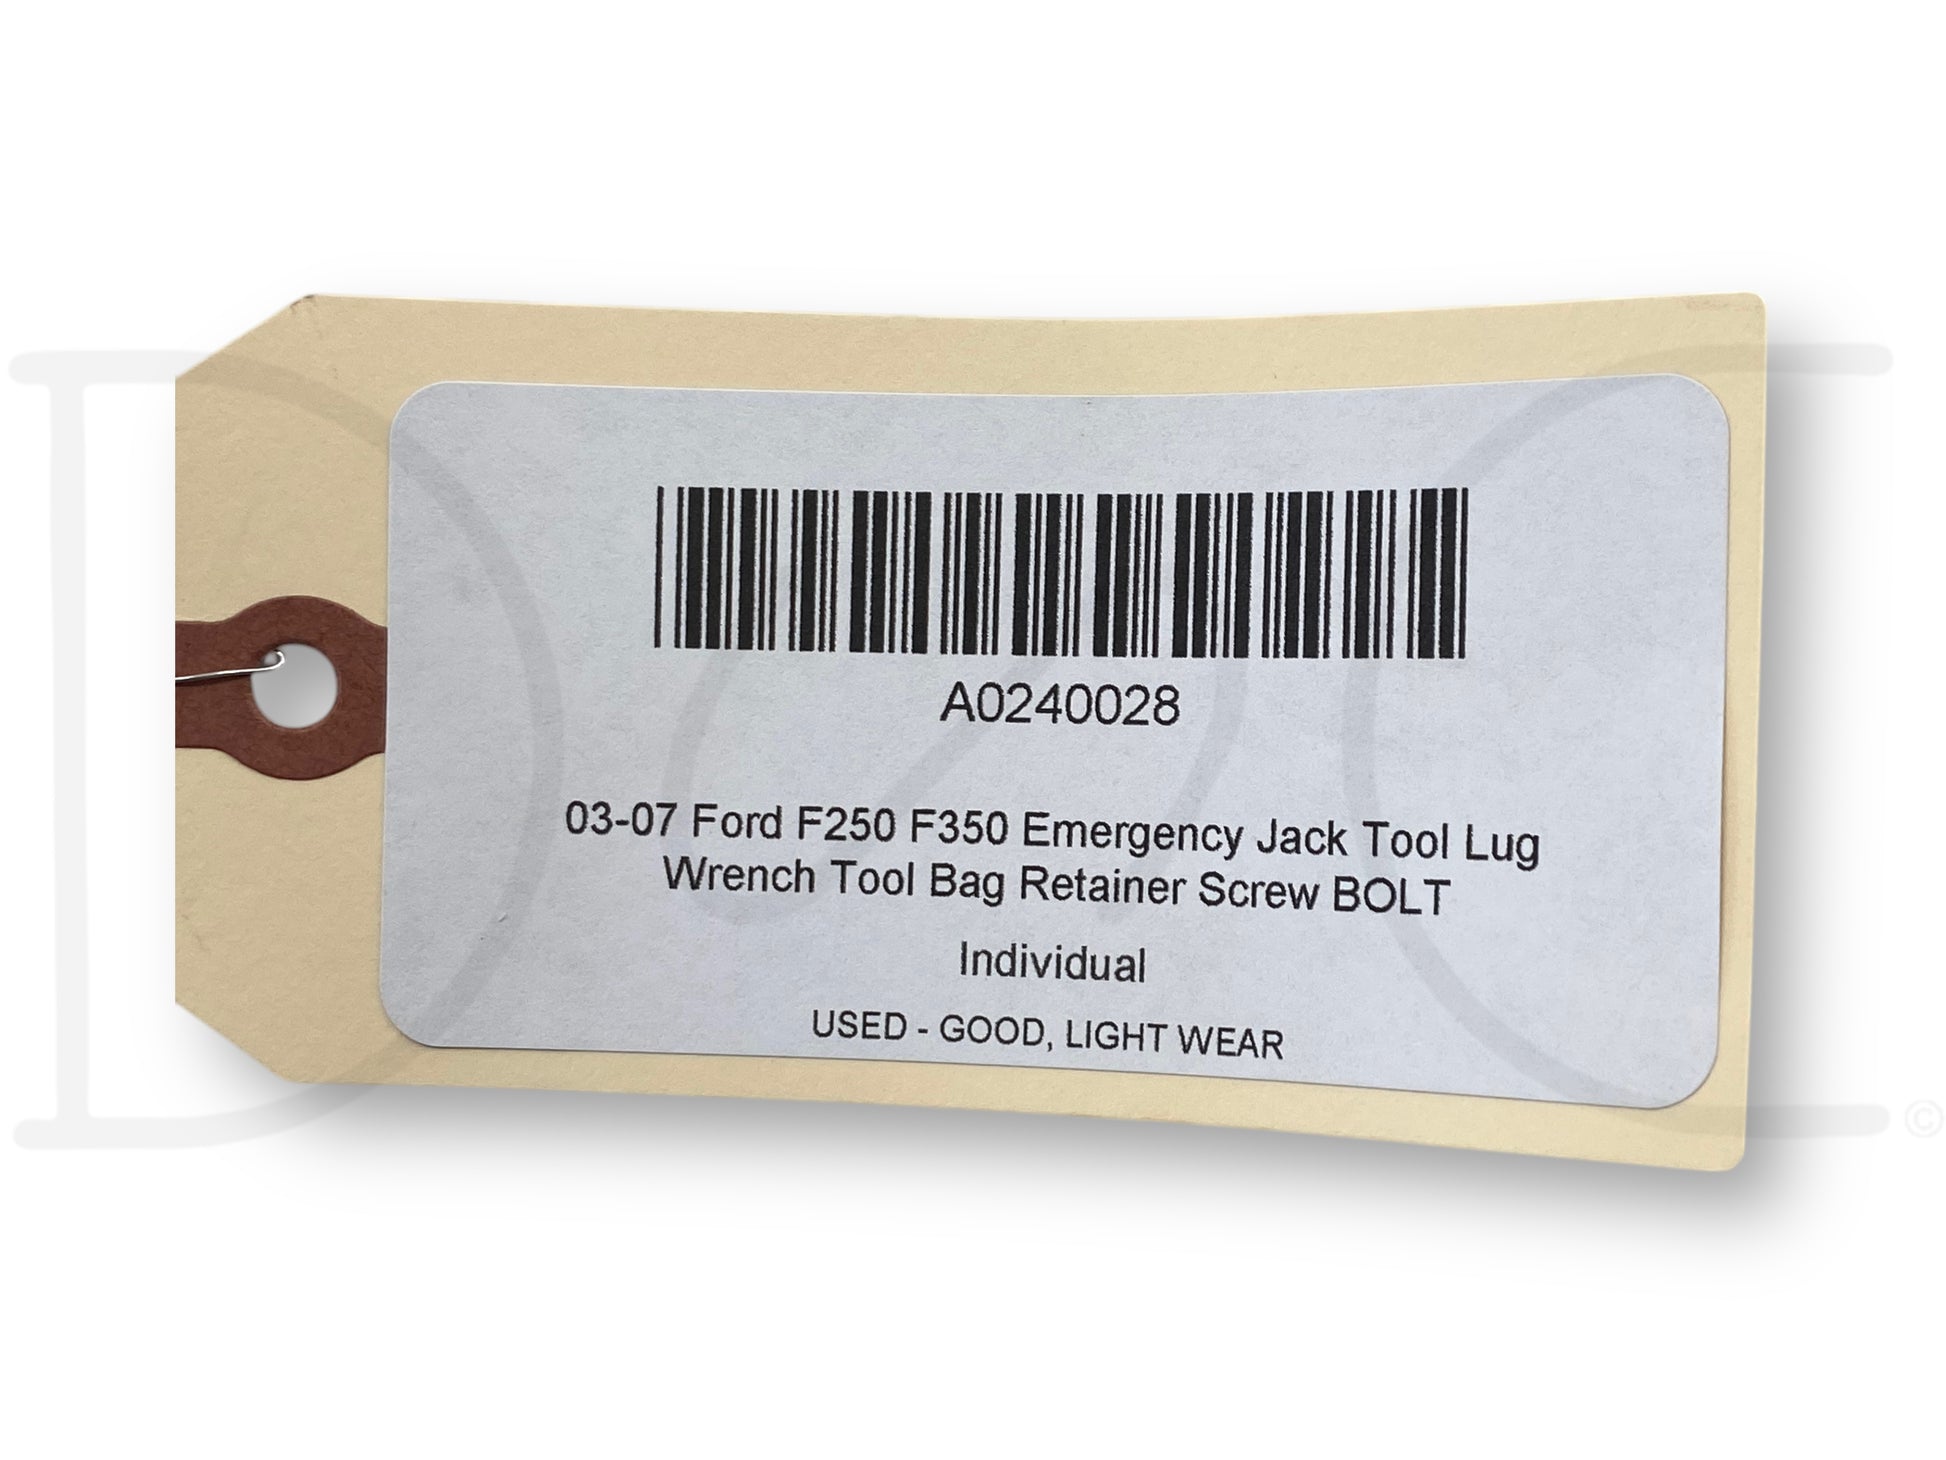 A0240028
03-07 Ford F250 F350 Emergency Jack Tool Lug
Wrench Tool Bag Retainer Screw BOLT
Individual
USED - GOOD, LIGHT WEAR
©